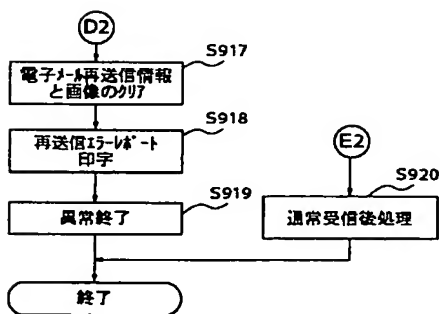 D2
S917
電子メール再送信情報
と画像のクリア
S918
再送信エラーレポート
印字
E2
S919
異常終了
S920
通常受信後処理
終了